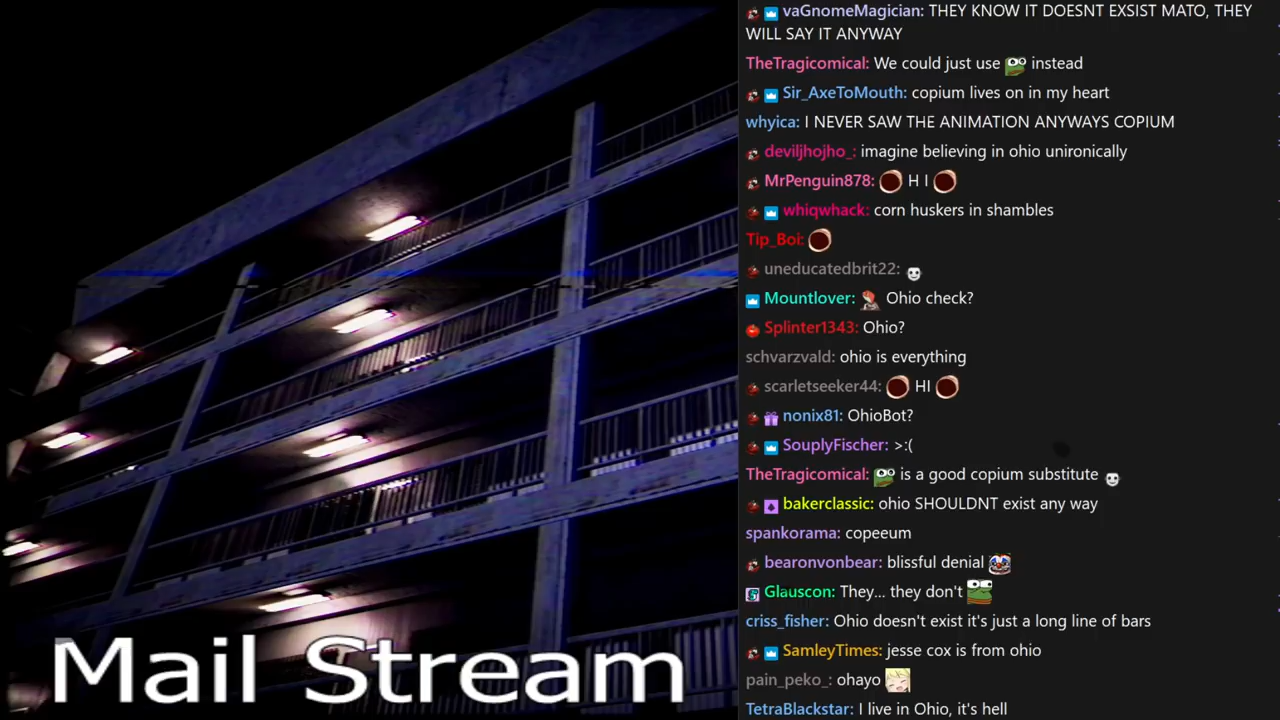 vaGnomeMagician: THEY KNOW IT DOESNT EXSIST MATO, THEY
WILL SAY IT ANYWAY
TheTragicomical: We could just use instead
Sir_AxeToMouth: copium lives on in my heart
whyica: I NEVER SAW THE ANIMATION ANYWAYS COPIUM
deviljhojho_: imagine believing in ohio unironically
MrPenguin878: H I
whiqwhack: corn huskers in shambles
Tip_Boi:
uneducatedbrit22:
Mountlover: Ohio check?
Splinter1343: Ohio?
schvarzvald: ohio is everything
scarletseeker44: HI
nonix81: OhioBot?
SouplyFischer: >:(
TheTragicomical: is a good copium substitute
bakerclassic: ohio SHOULDNT exist any way
spankorama: copeeum
bearonvonbear: blissful denial
Glauscon: They... they don't
criss_fisher: Ohio doesn't exist it's just a long line of bars
SamleyTimes: jesse cox is from ohio
pain_peko_: ohayo
TetraBlackstar: I live in Ohio, it's hell
Mail Stream